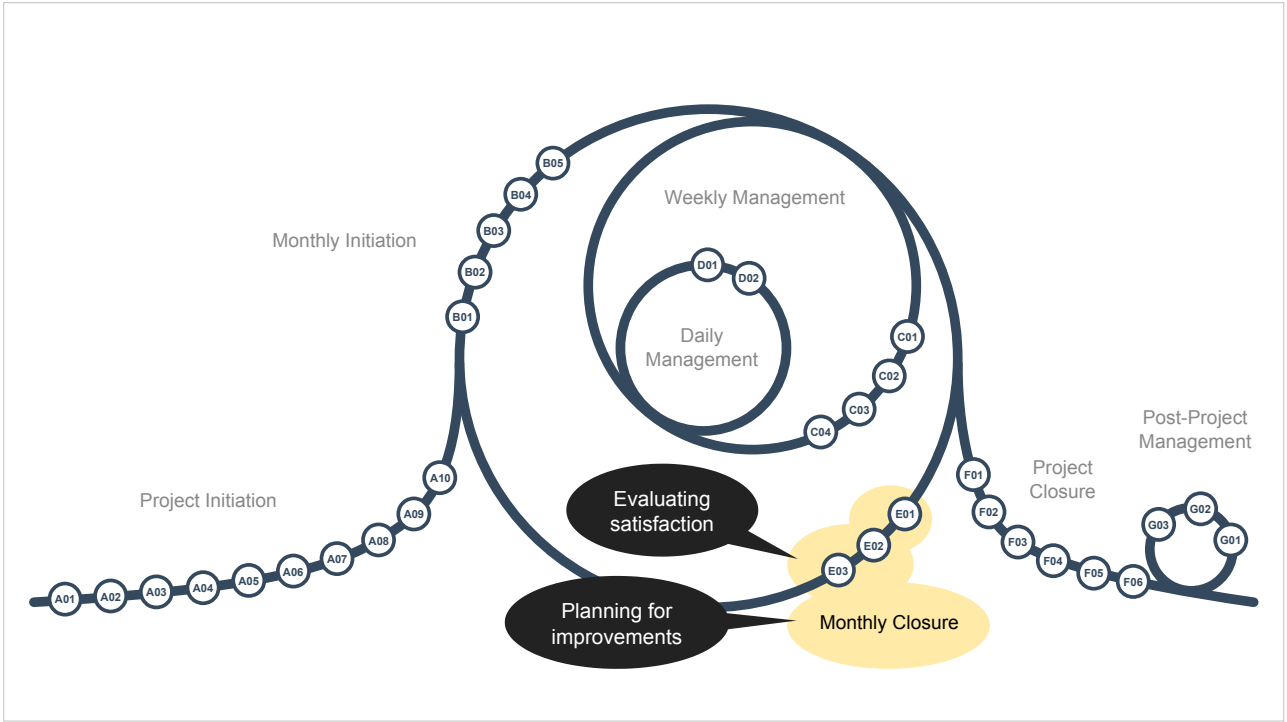 B05
B04
B03
B02
B01
Monthly Initiation
Weekly Management
D01
D02
Daily
Management
C01
C02
C03
C04
Post-Project
Management
Project Initiation
A01
A02
A03
A04
A05
A06
A07
A08
A09
A10
Evaluating
satisfaction
E01
E02
E03
Planning for
improvements
Monthly Closure
Project
Closure
F01
F02
F03
F04
F05
F06
G03
G02
G01